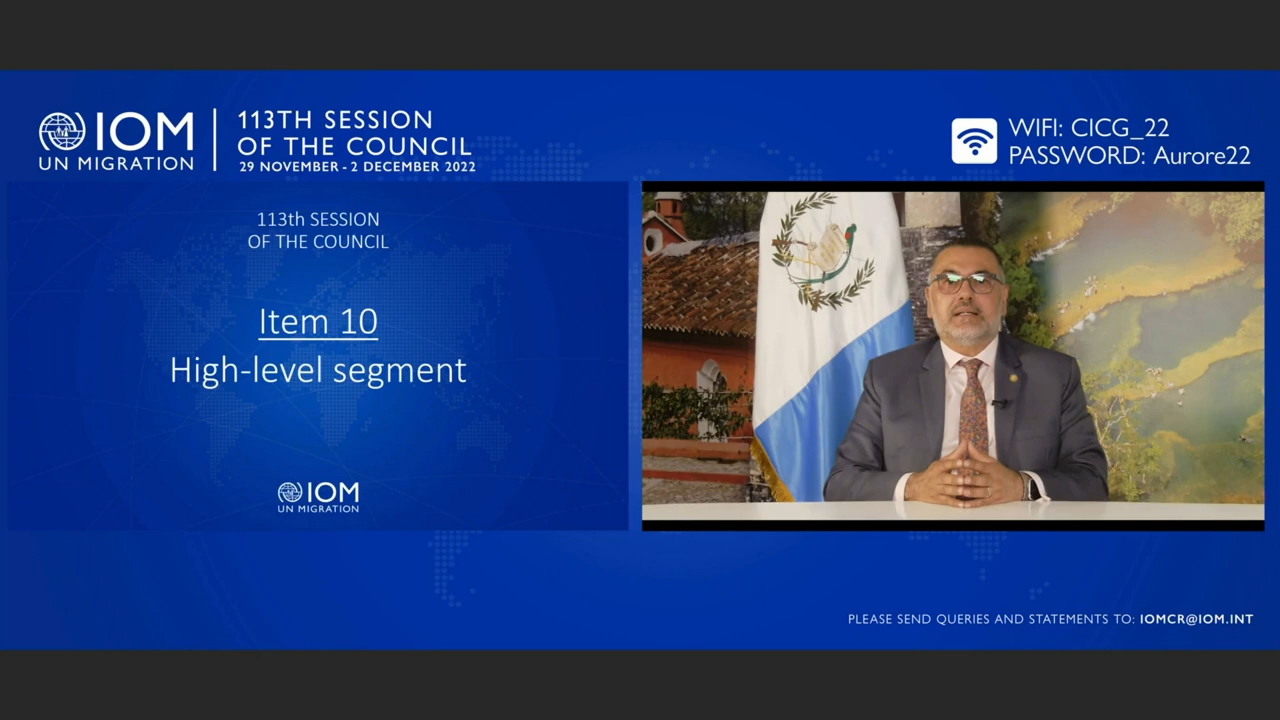 IOM
UN MIGRATION
113TH SESSION
OF THE COUNCIL
29 NOVEMBER - 2 DECEMBER 2022
WIFI: CICG_22
PASSWORD: Aurore22
113th SESSION
OF THE COUNCIL
Item 10
High-level segment
IOM
UN MIGRATION
PLEASE SEND QUERIES AND STATEMENTS TO: IOMCR@IOM.INT